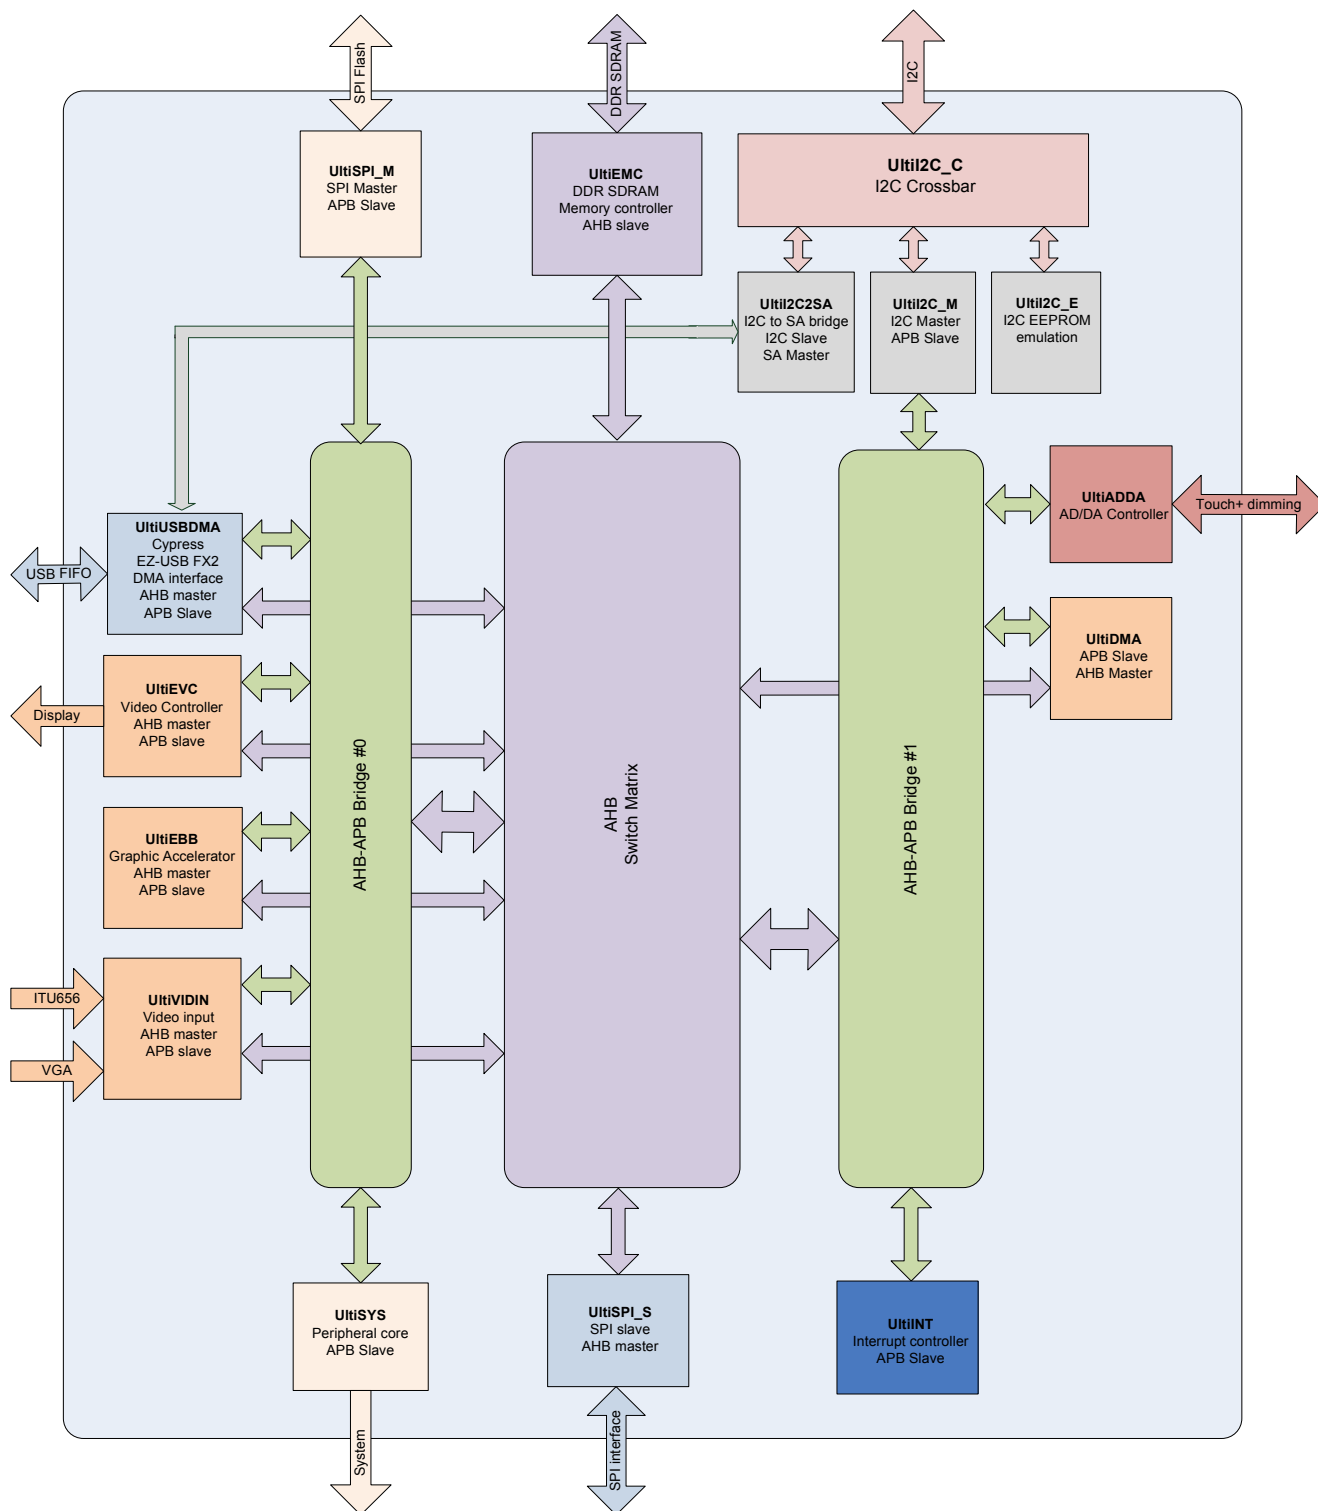 SPI Flash
DDR SDRAM
I2C
UltiSPI_M
SPI Master
APB Slave
UltiEMC
DDR SDRAM
Memory controller
AHB slave
UltiI2C_C
I2C Crossbar
UltiI2C2SA
I2C to SA bridge
I2C Slave
SA Master
UltiI2C_M
I2C Master
APB Slave
UltiI2C_E
I2C EEPROM
emulation
UltiADDA
AD/DA Controller
Touch+ dimming
USB FIFO
UltiUSBDMA
Cypress
EZ-USB FX2
DMA interface
AHB master
APB Slave
UltiDMA
APB Slave
AHB Master
Display
UltiEVC
Video Controller
AHB master
APB slave
AHB-APB Bridge #0
AHB
Switch Matrix
AHB-APB Bridge #1
UltiEBB
Graphic Accelerator
AHB master
APB slave
ITU656
VGA
UltiVIDIN
Video input
AHB master
APB slave
UltiSYS
Peripheral core
APB Slave
UltiSPI_S
SPI slave
AHB master
UltiINT
Interrupt controller
APB Slave
System
SPI interface